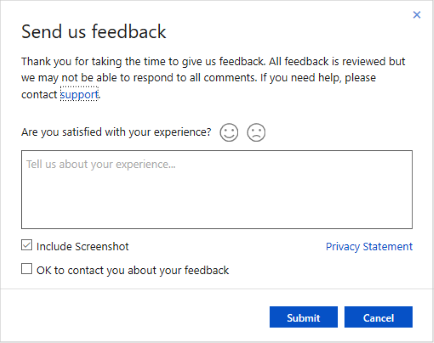 Send us feedback
Thank you for taking the time to give us feedback. All feedback is reviewed but
we may not be able to respond to all comments. If you need help, please
contact support.
Are you satisfied with your experience?
Tell us about your experience...
Include Screenshot
Privacy Statement
OK to contact you about your feedback
Submit
Cancel